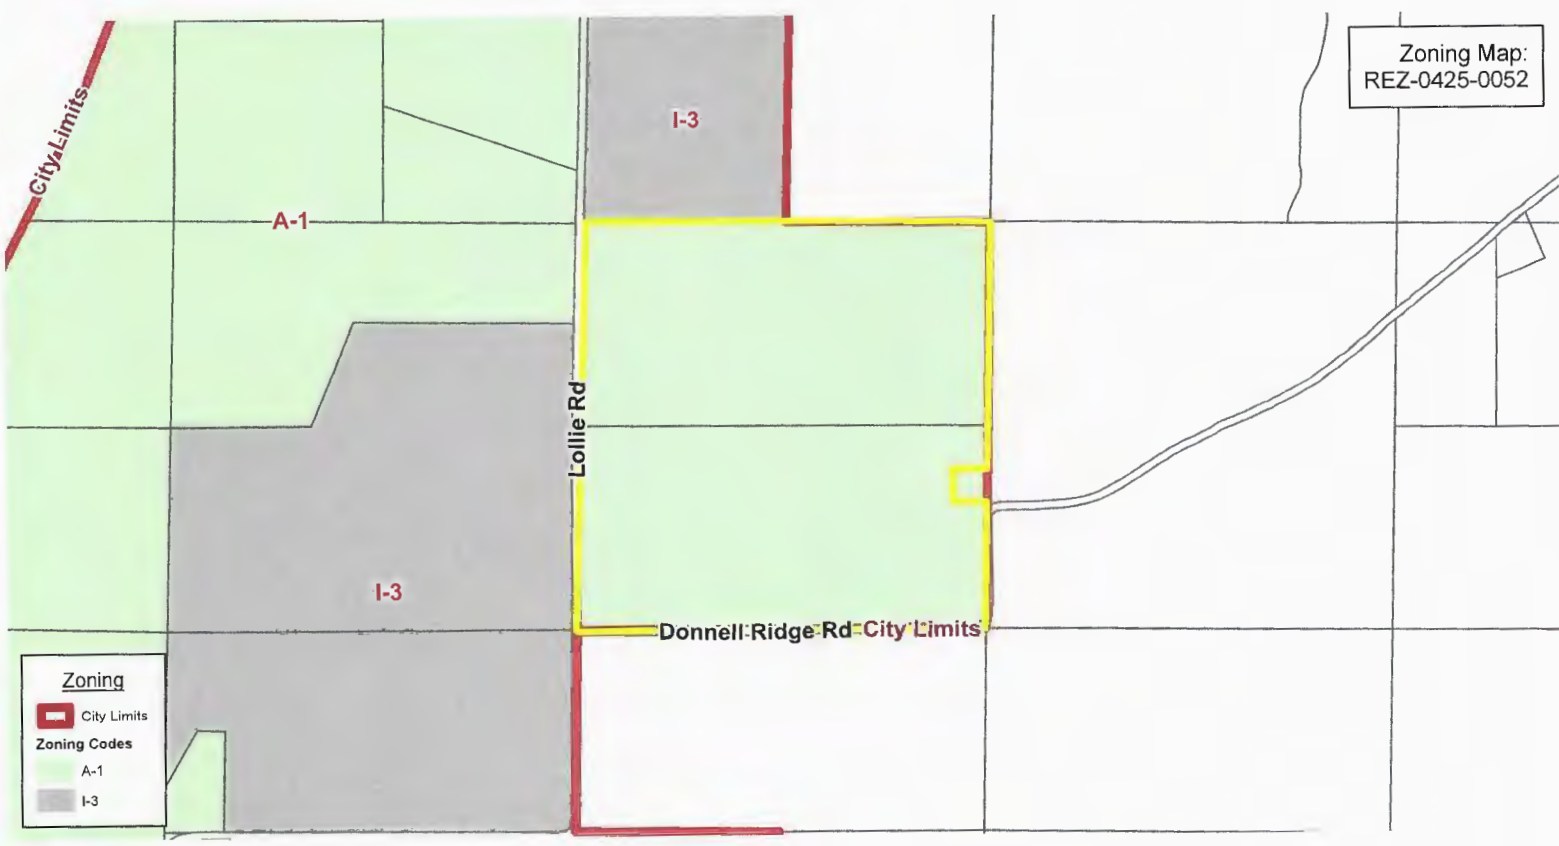 Zoning Map:
REZ-0425-0052
City Limits
I-3
A-1
Lollie Rd
I-3
Donnell Ridge Rd
City Limits
Zoning
City Limits
Zoning Codes
A-1
I-3